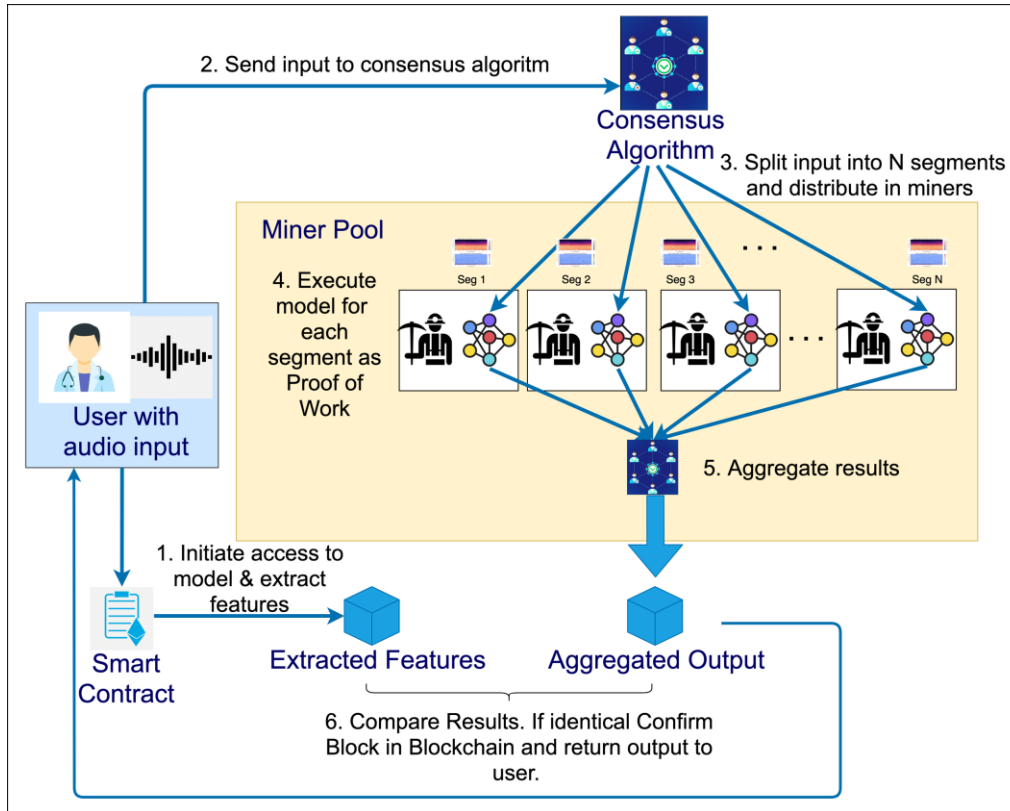 2. Send input to consensus algoritm
Consensus
Algorithm
3. Split input into N segments
and distribute in miners
Miner Pool
. . .
Seg 1
Seg 2
Seg 3
Seg N
4. Execute
model for
each
segment as
Proof of
Work
. . .
User with
audio input
5. Aggregate results
1. Initiate access to
model & extract
features
Smart
Contract
Extracted Features
Aggregated Output
6. Compare Results. If identical Confirm
Block in Blockchain and return output to
user.